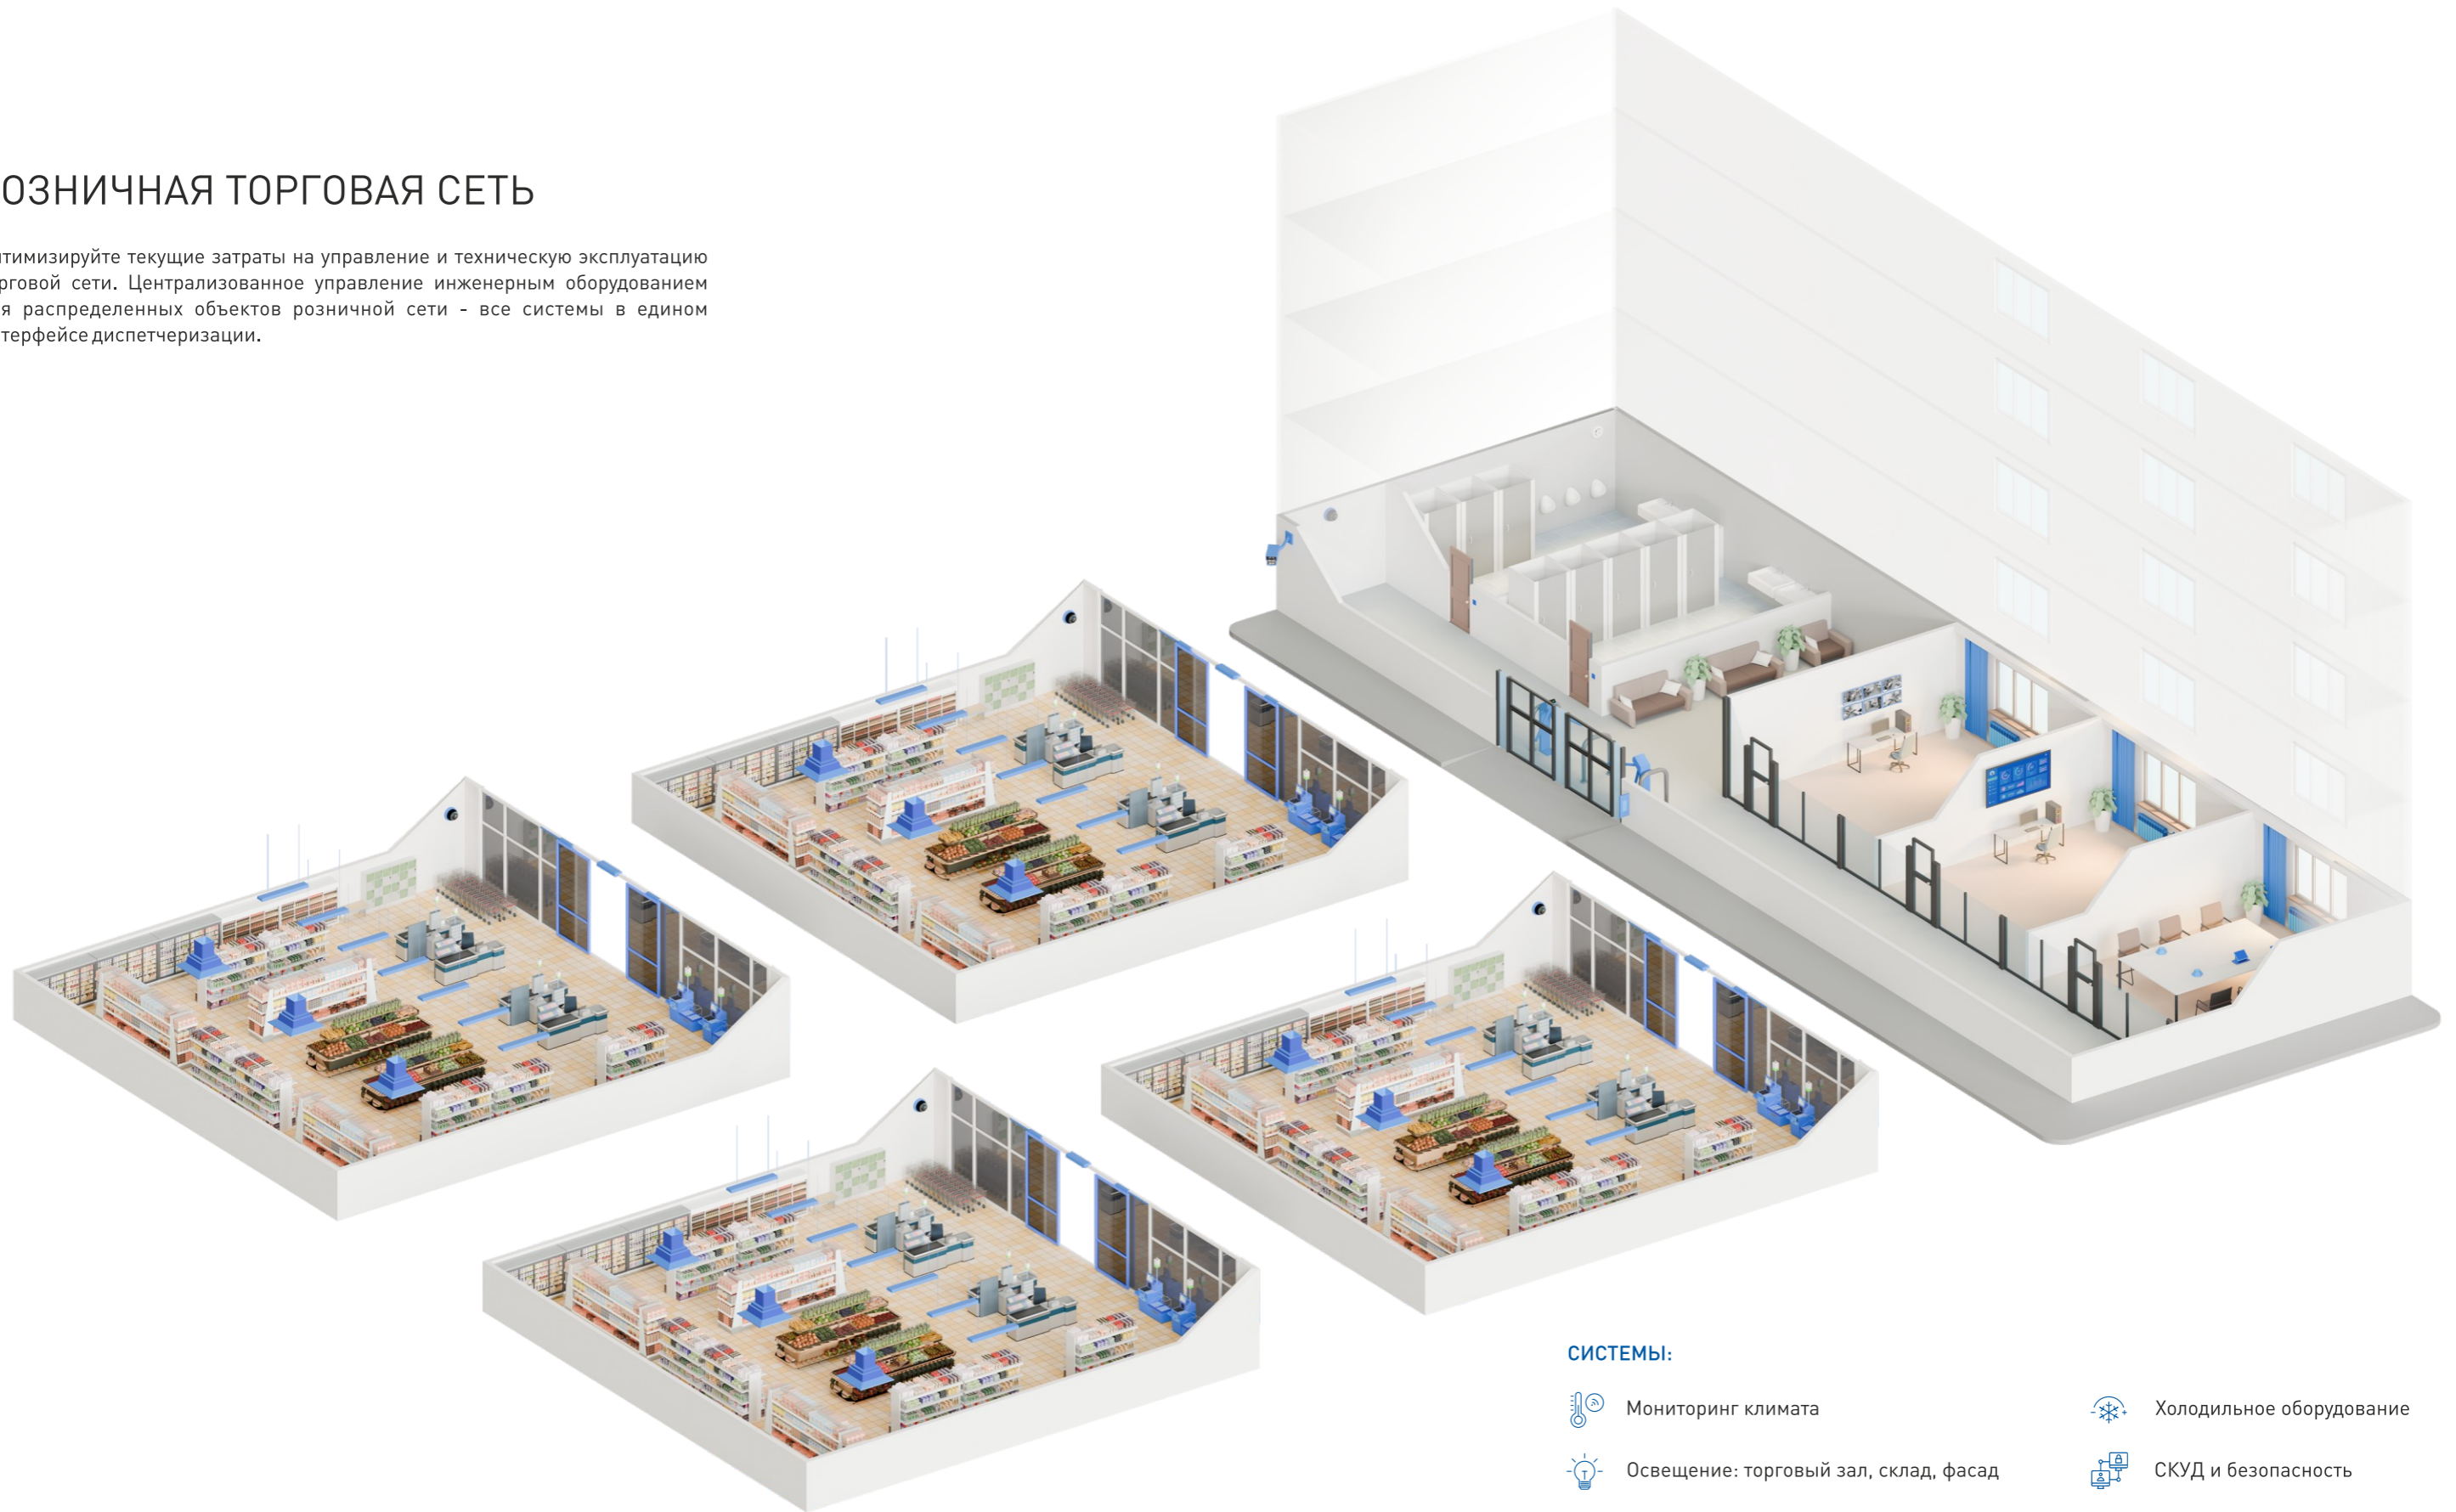 ОЗНИЧНАЯ ТОРГОВАЯ СЕТЬ
тимизируйте текущие затраты на управление и техническую эксплуатацию
рговой сети. Централизованное управление инженерным оборудованием
я распределенных объектов розничной сети - все системы в едином
терфейсе диспетчеризации.
СИСТЕМЫ:
Мониторинг климата
Холодильное оборудование
Освещение: торговый зал, склад, фасад
СКУД и безопасность